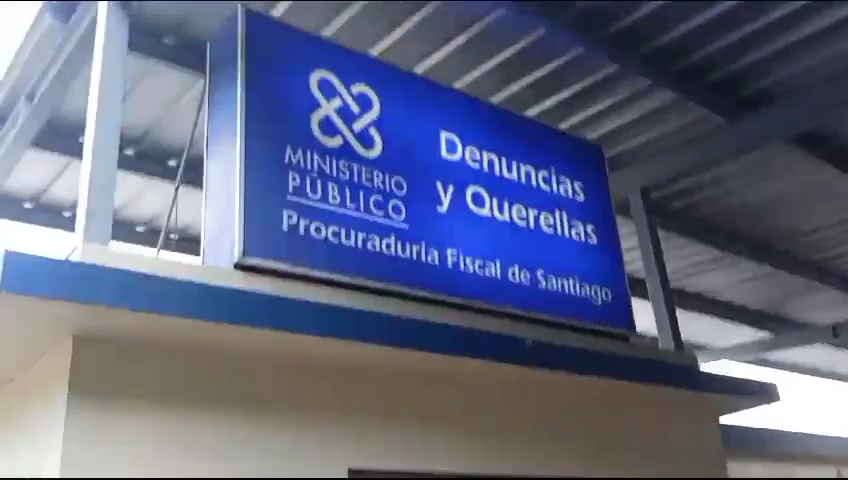 MINISTERIO
PÚBLICO
Procuraduría Fiscal de Santiago
Denuncias
y Querellas